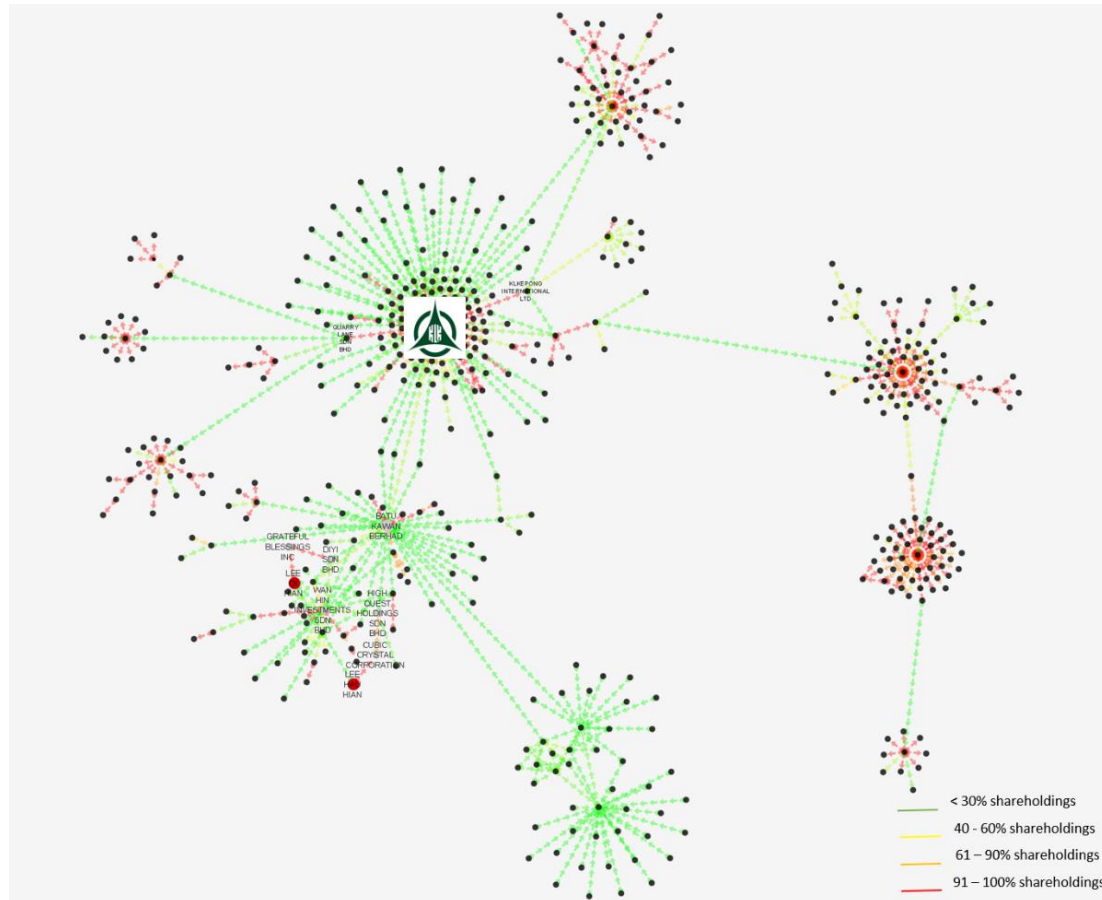 KLKEPONG
INTERNATIONAL
LTD
QUARRY
LANE
SDN
BHD
BATU
KAWAN
BERHAD
GRATEFUL
BLESSINGS
INC
DIYI
SDN
BHD
LEE
HIAN
WAN
HIN
INVESTMENTS
SDN
BHD
HIGH
QUEST
HOLDINGS
SDN
BHD
CUBIC
CRYSTAL
CORPORATION
LEE
HIAN
< 30% shareholdings
40 - 60% shareholdings
61 – 90% shareholdings
91 – 100% shareholdings